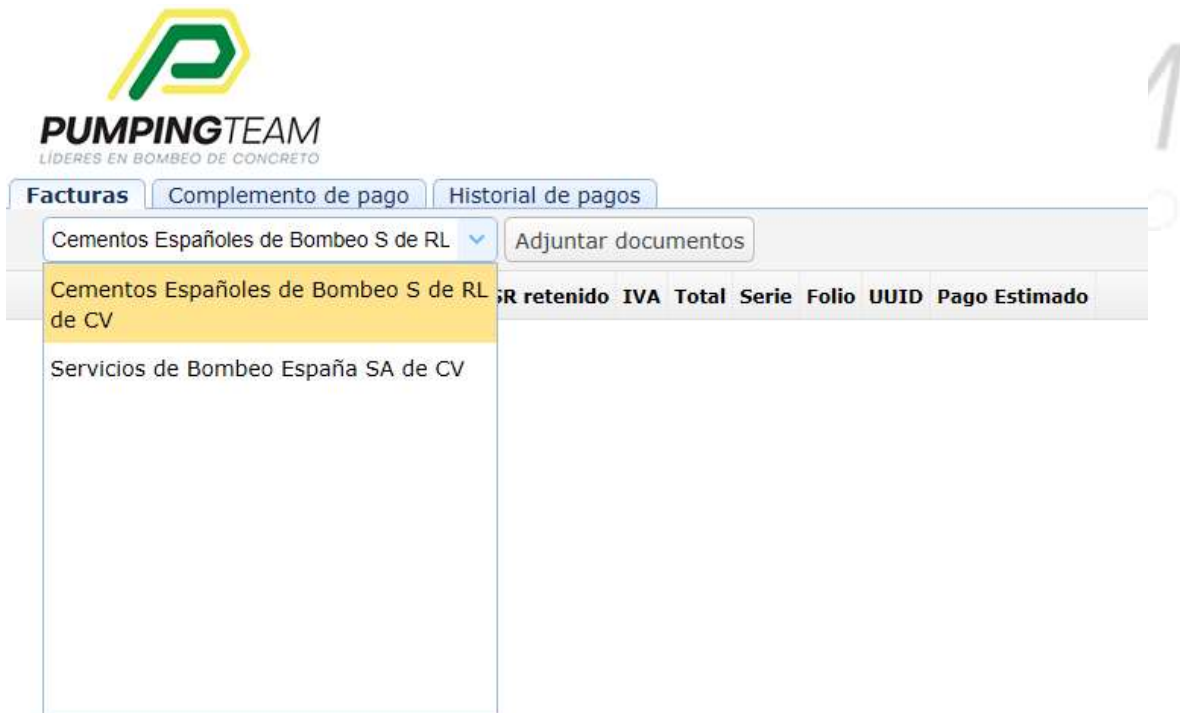 PUMPINGTEAM
LÍDERES EN BOMBEO DE CONCRETO
Facturas Complemento de pago Historial de pagos
Cementos Españoles de Bombeo S de RL Adjuntar documentos
Cementos Españoles de Bombeo S de RL
de CV
retenido IVA Total Serie Folio UUID Pago Estimado
Servicios de Bombeo España SA de CV